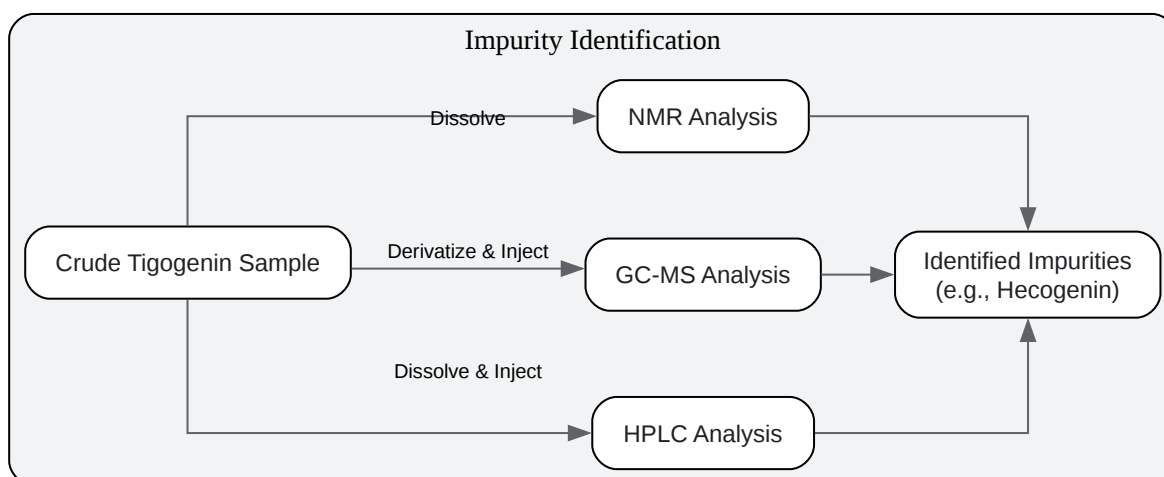 Impurity Identification
Dissolve
NMR Analysis
Crude Tigogenin Sample
Derivatize & Inject
GC-MS Analysis
Identified Impurities
(e.g., Hecogenin)
Dissolve & Inject
HPLC Analysis